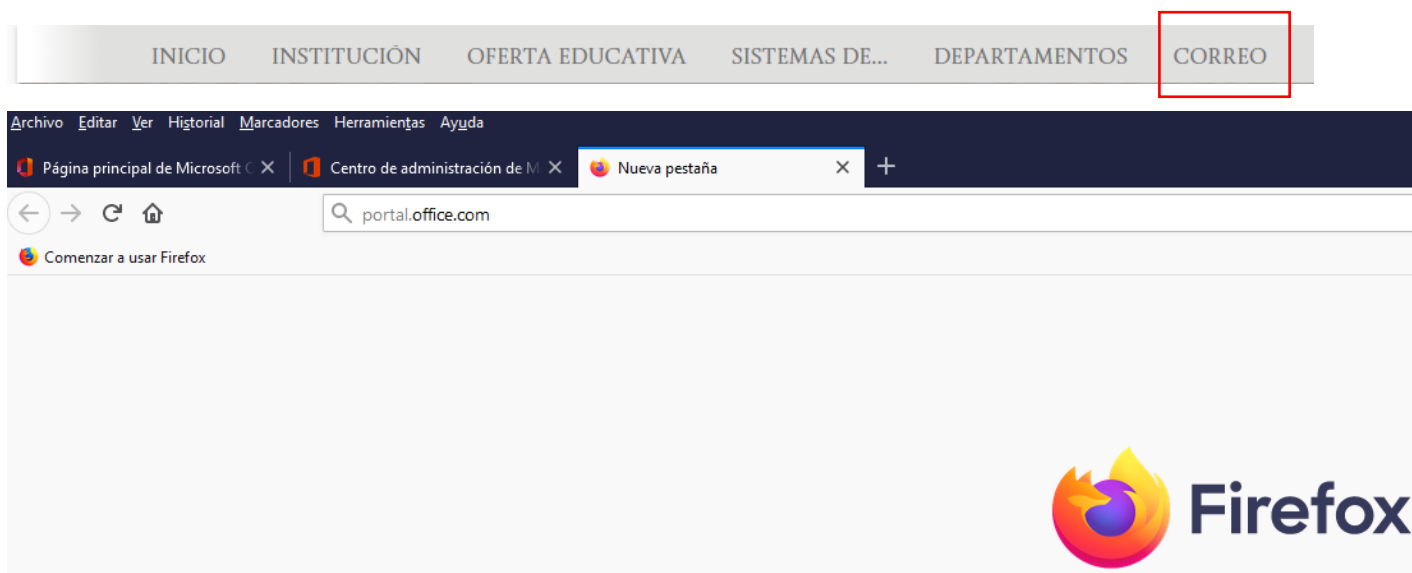 INICIO INSTITUCIÓN OFERTA EDUCATIVA SISTEMAS DE... DEPARTAMENTOS CORREO
Archivo Editar Ver Historial Marcadores Herramientas Ayuda
Página principal de Microsoft Centro de administración de M Nueva pestaña
portal.office.com
Comenzar a usar Firefox
Firefox